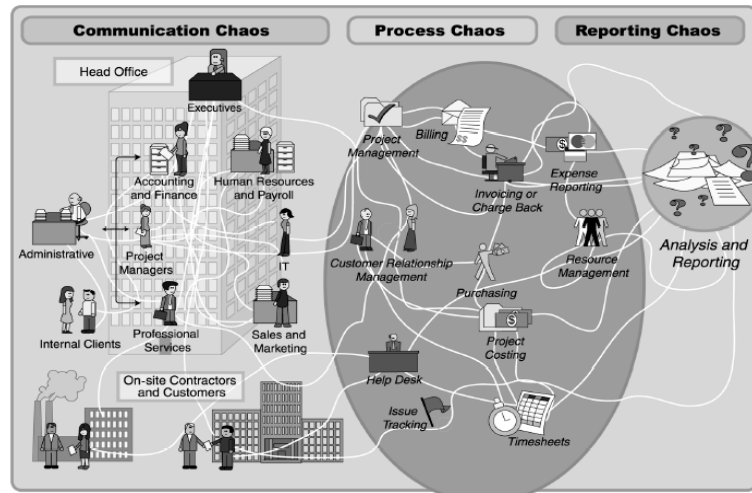 Communication Chaos
Process Chaos
Reporting Chaos
Head Office
Executives
Accounting
and Finance
Human Resources
and Payroll
Administrative
Project
Managers
IT
Internal Clients
Professional
Services
Sales and
Marketing
On-site Contractors
and Customers
Project
Management
Billing
$$
Invoicing or
Charge Back
$
Expense
Reporting
Customer Relationship
Management
Purchasing
Resource
Management
$
Project
Costing
Help Desk
Issue
Tracking
Timesheets
? ? ? ? ? ?
Analysis and
Reporting